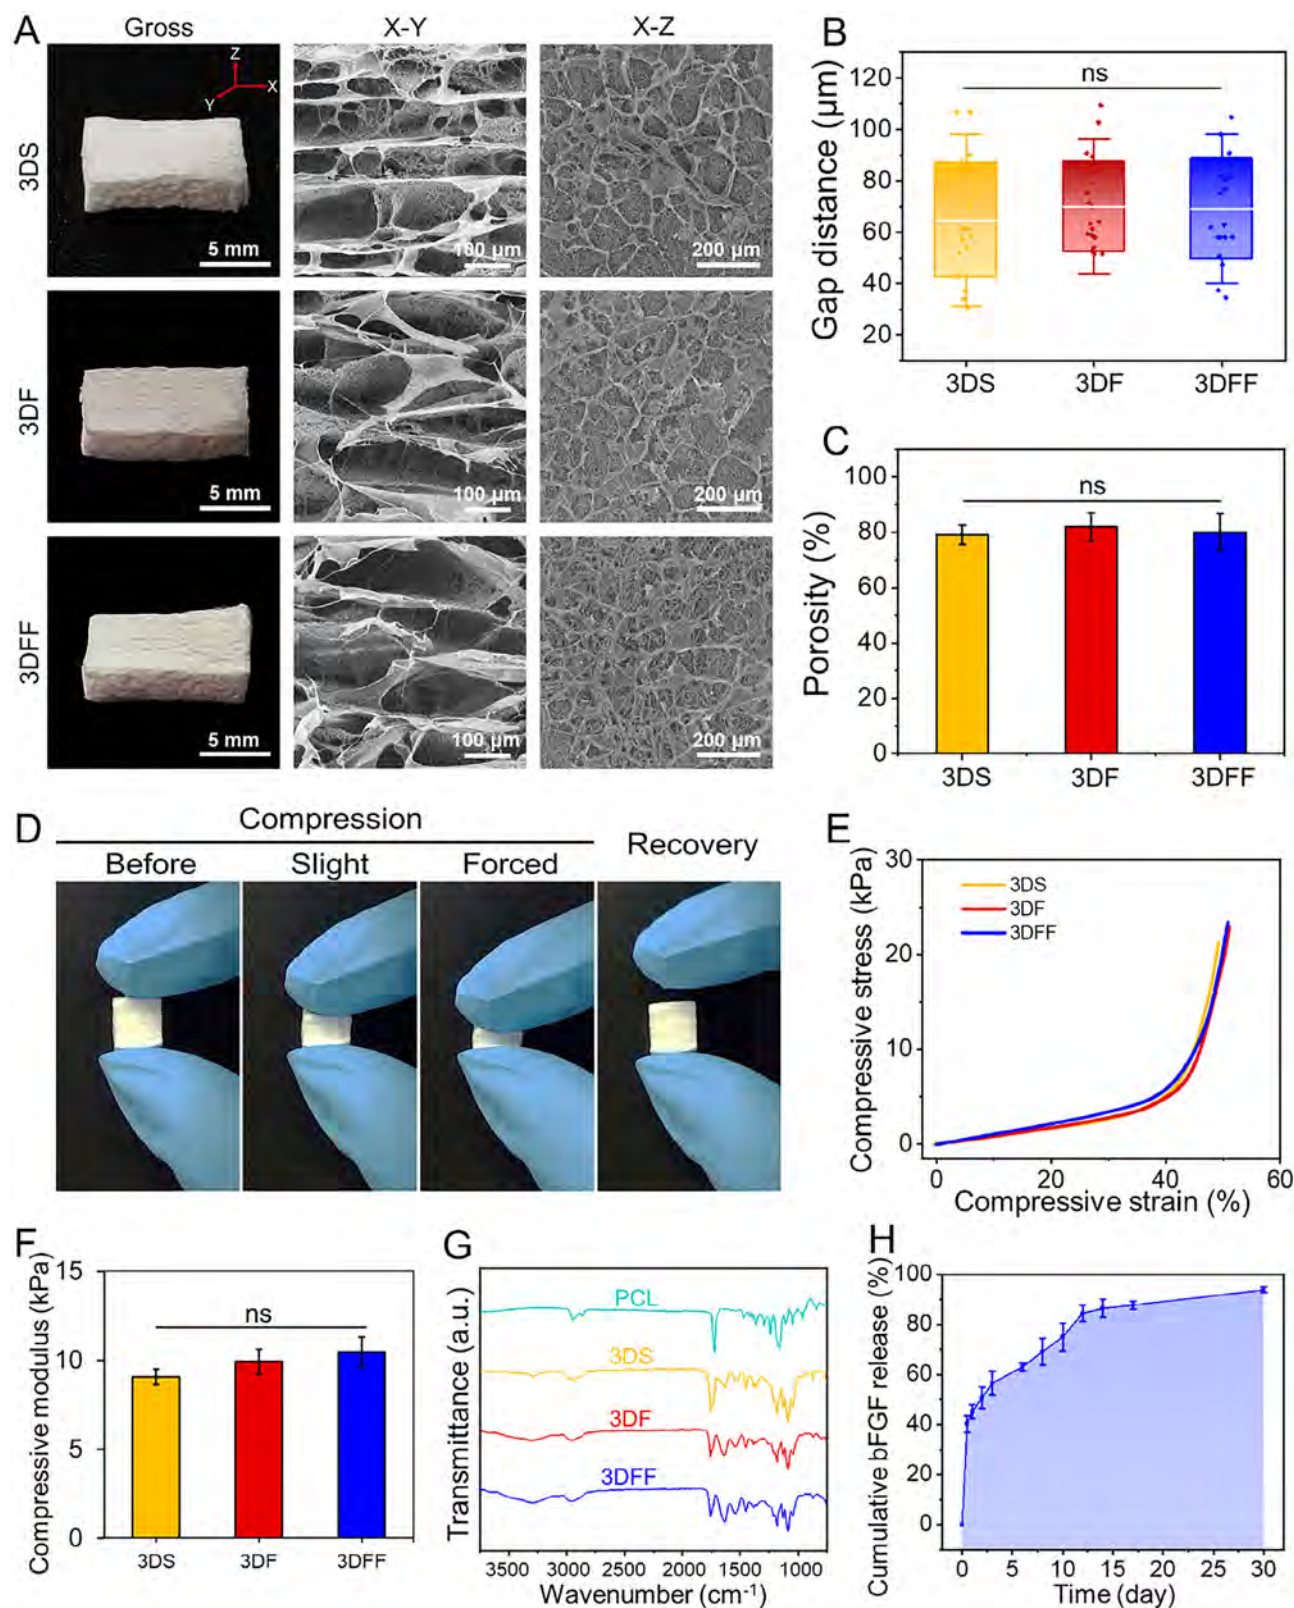 A
Gross
X-Y
X-Z
3DS
Z
X
Y
5 mm
100 µm
200 µm
3DF
5 mm
100 µm
200 µm
3DFF
5 mm
100 µm
200 µm
B
Gap distance (µm)
120
100
80
60
40
20
ns
3DS
3DF
3DFF
C
Porosity (%)
100
80
60
40
20
0
ns
3DS
3DF
3DFF
D
Compression
Before
Slight
Forced
Recovery
E
Compressive stress (kPa)
30
20
10
0
3DS
3DF
3DFF
0
20
40
60
Compressive strain (%)
F
Compressive modulus (kPa)
15
10
5
0
ns
3DS
3DF
3DFF
G
Transmittance (a.u.)
PCL
3DS
3DF
3DFF
3500 3000 2500 2000 1500 1000
Wavenumber (cm⁻¹)
H
Cumulative bFGF release (%)
100
80
60
40
20
0
0 5 10 15 20 25 30
Time (day)